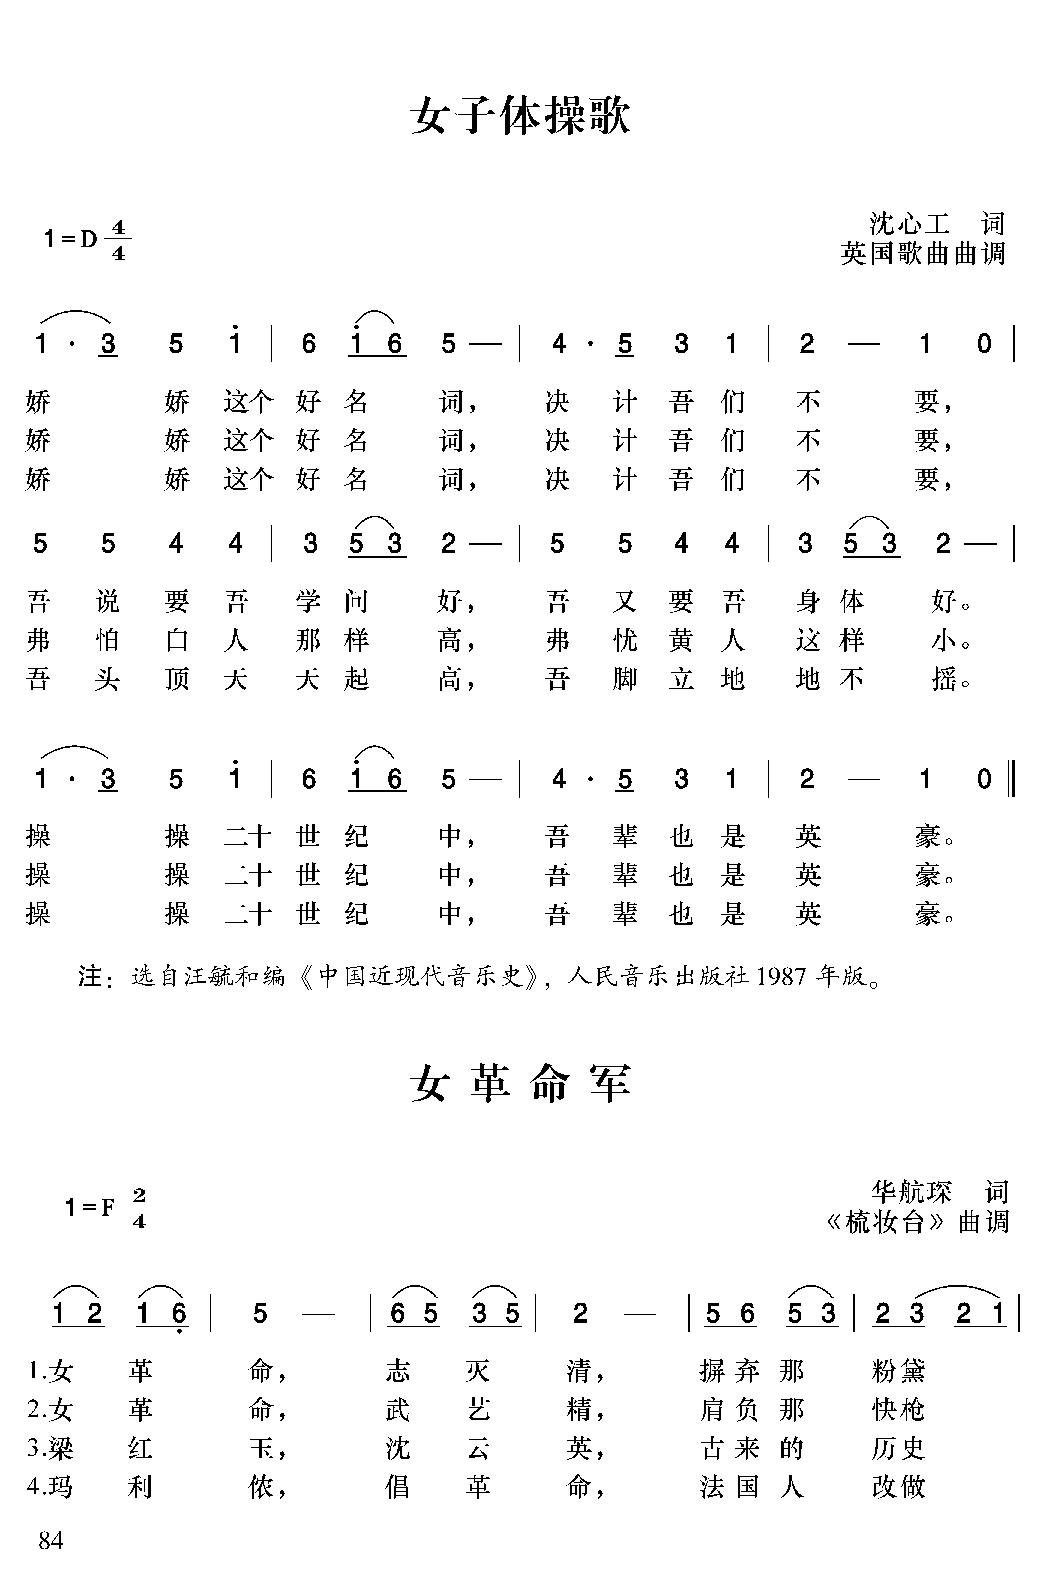 女子体操歌
1=D 4/4
沈心工 词
英国歌曲曲调
1 · 3 5 i | 6 i 6 5 — | 4 · 5 3 1 | 2 — 1 0 |
娇 娇 这个 好 名 词, 决 计 吾 们 不 要,
娇 娇 这个 好 名 词, 决 计 吾 们 不 要,
娇 娇 这个 好 名 词, 决 计 吾 们 不 要,
5 5 4 4 | 3 5 3 2 — | 5 5 4 4 | 3 5 3 2 — |
吾 说 要 吾 学 问 好, 吾 又 要 吾 身 体 好。
弗 怕 白 人 那 样 高, 弗 忧 黄 人 这 样 小。
吾 头 顶 天 天 起 高, 吾 脚 立 地 地 不 摇。
1 · 3 5 i | 6 i 6 5 — | 4 · 5 3 1 | 2 — 1 0 ‖
操 操 二十 世 纪 中, 吾 辈 也 是 英 豪。
操 操 二十 世 纪 中, 吾 辈 也 是 英 豪。
操 操 二十 世 纪 中, 吾 辈 也 是 英 豪。
注：选自汪毓和编《中国近现代音乐史》, 人民音乐出版社 1987 年版。
女 革 命 军
1=F 2/4
华航琛 词
《梳妆台》曲调
1 2 1 6 | 5 — | 6 5 3 5 | 2 — | 5 6 5 3 | 2 3 2 1 |
1.女 革 命, 志 灭 清, 摒 弃 那 粉黛
2.女 革 命, 武 艺 精, 肩 负 那 快枪
3.梁 红 玉, 沈 云 英, 古 来 的 历史
4.玛 利 侬, 倡 革 命, 法 国 人 改做
84